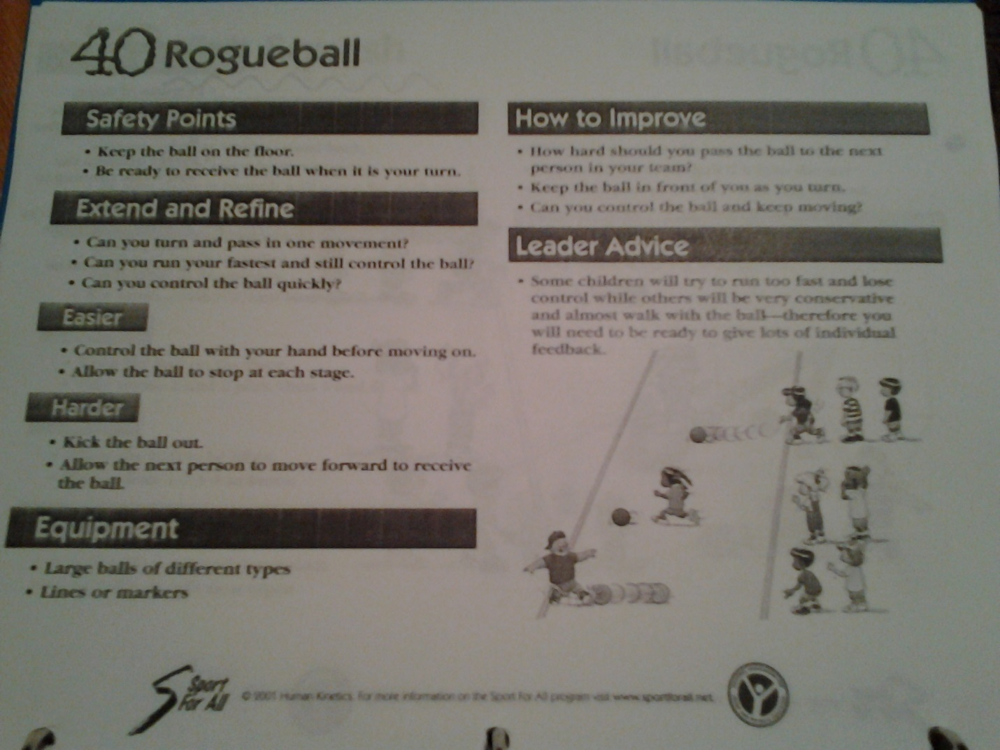 40 Rogueball
Safety Points
• Keep the ball on the floor.
• Be ready to receive the ball when it is your turn.
Extend and Refine
• Can you turn and pass in one movement?
• Can you run your fastest and still control the ball?
• Can you control the ball quickly?
Easier
• Control the ball with your hand before moving on.
• Allow the ball to stop at each stage.
Harder
• Kick the ball out.
• Allow the next person to move forward to receive
the ball.
Equipment
• Large balls of different types
• Lines or markers
How to Improve
• How hard should you pass the ball to the next
person in your team?
• Keep the ball in front of you as you turn.
• Can you control the ball and keep moving?
Leader Advice
• Some children will try to run too fast and lose
control while others will be very conservative
and almost walk with the ball—therefore you
will need to be ready to give lots of individual
feedback.
Sport
For All
© 2001 Human Kinetics. For more information on the Sport For All program visit www.sportforall.net.